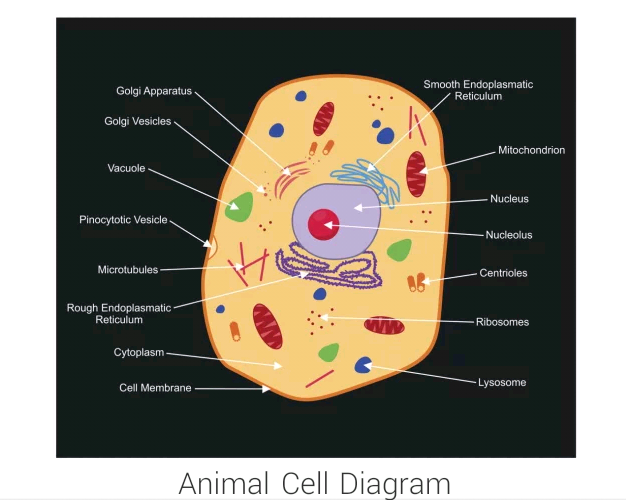 Golgi Apparatus
Golgi Vesicles
Vacuole
Pinocytotic Vesicle
Microtubules
Rough Endoplasmatic
Reticulum
Cytoplasm
Cell Membrane
Smooth Endoplasmatic
Reticulum
Mitochondrion
Nucleus
Nucleolus
Centrioles
Ribosomes
Lysosome
Animal Cell Diagram